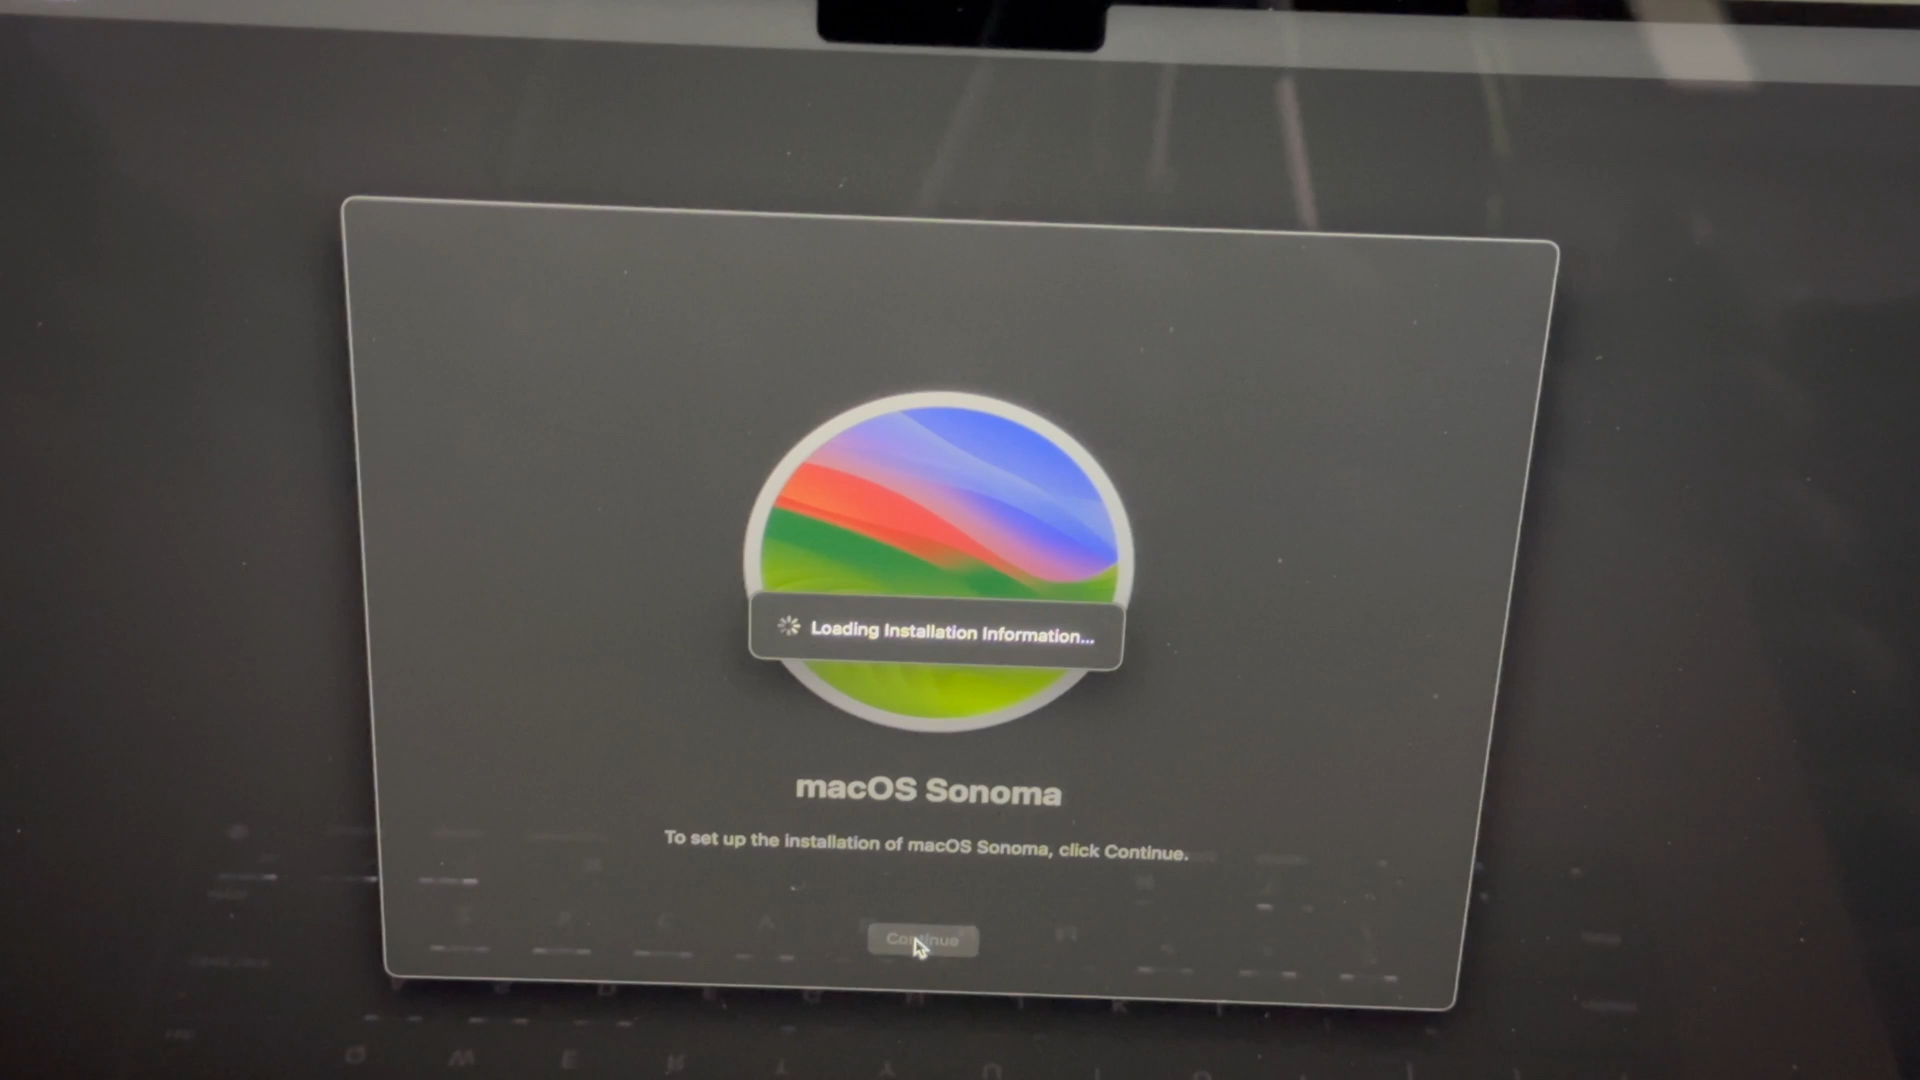 Loading Installation Information...
macOS Sonoma
To set up the installation of macOS Sonoma, click Continue.
Continue